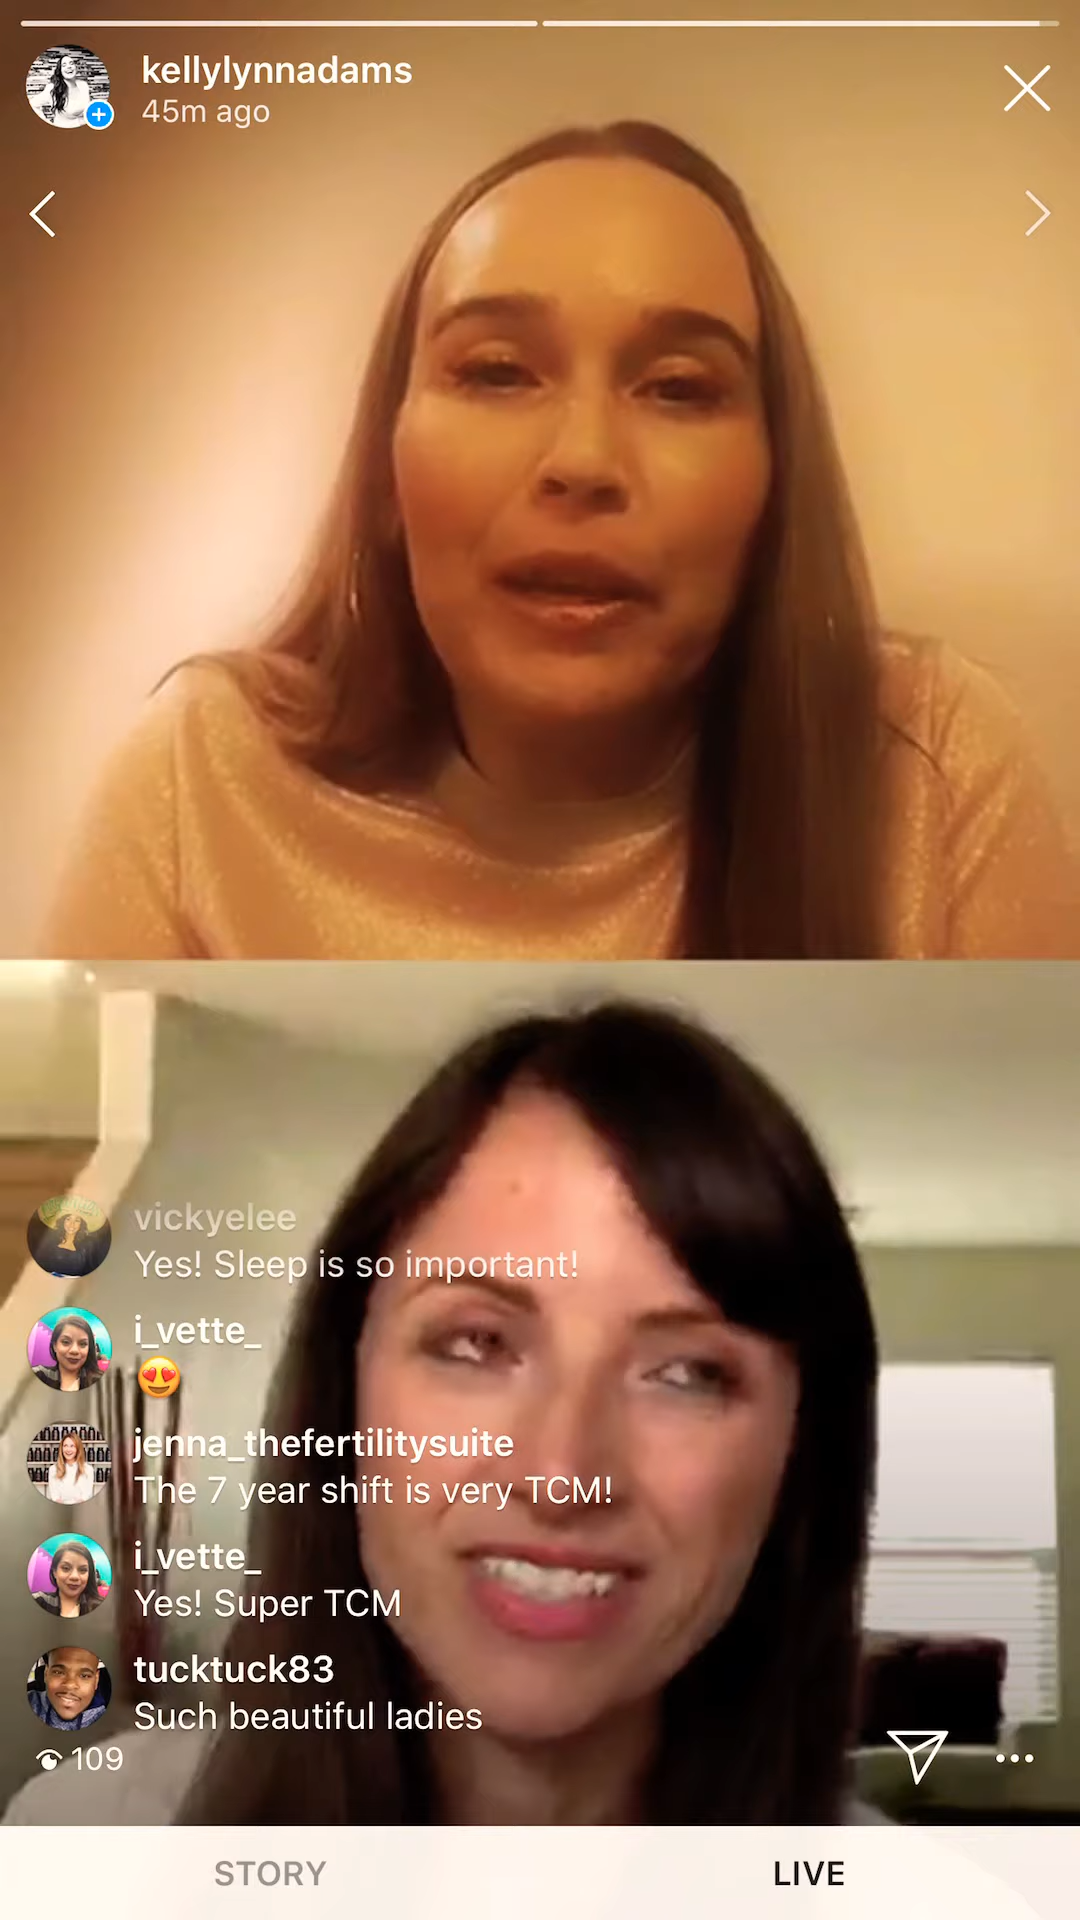 kellylynnadams
45m ago
vickyelee
Yes! Sleep is so important!
i_vette_
😍
jenna_thefertilitysuite
The 7 year shift is very TCM!
i_vette_
Yes! Super TCM
tucktuck83
Such beautiful ladies
109
STORY LIVE